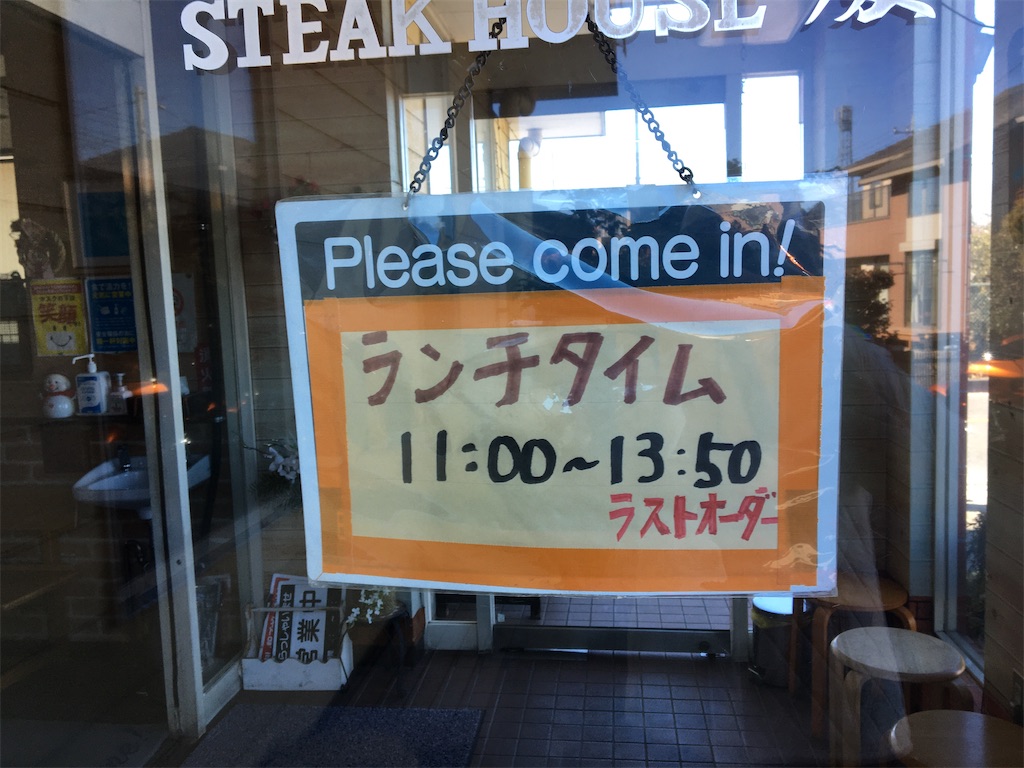 STEAK HOUSE
Please come in!
ランチタイム
11:00~13:50
ラストオーダー
笑顔
営業中